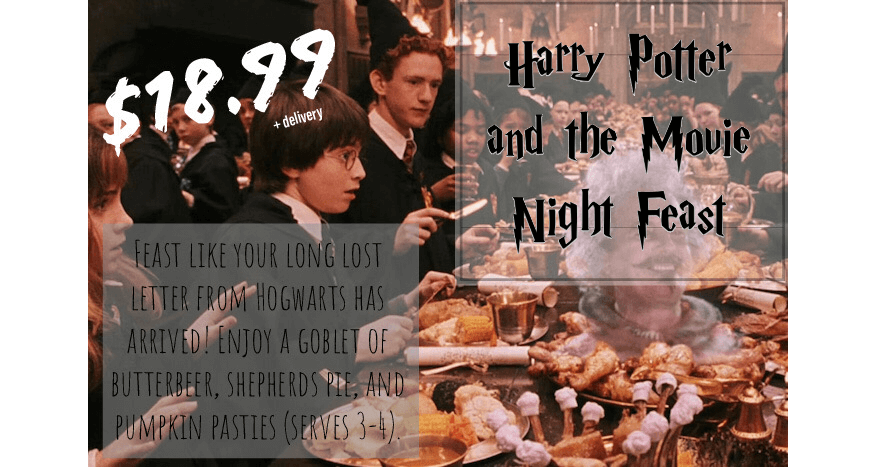 $18.99
+ delivery
Harry Potter
and the Movie
Night Feast
Feast like your long lost
letter from Hogwarts has
arrived! Enjoy a goblet of
butterbeer, shepherds pie, and
pumpkin pasties (serves 3-4).